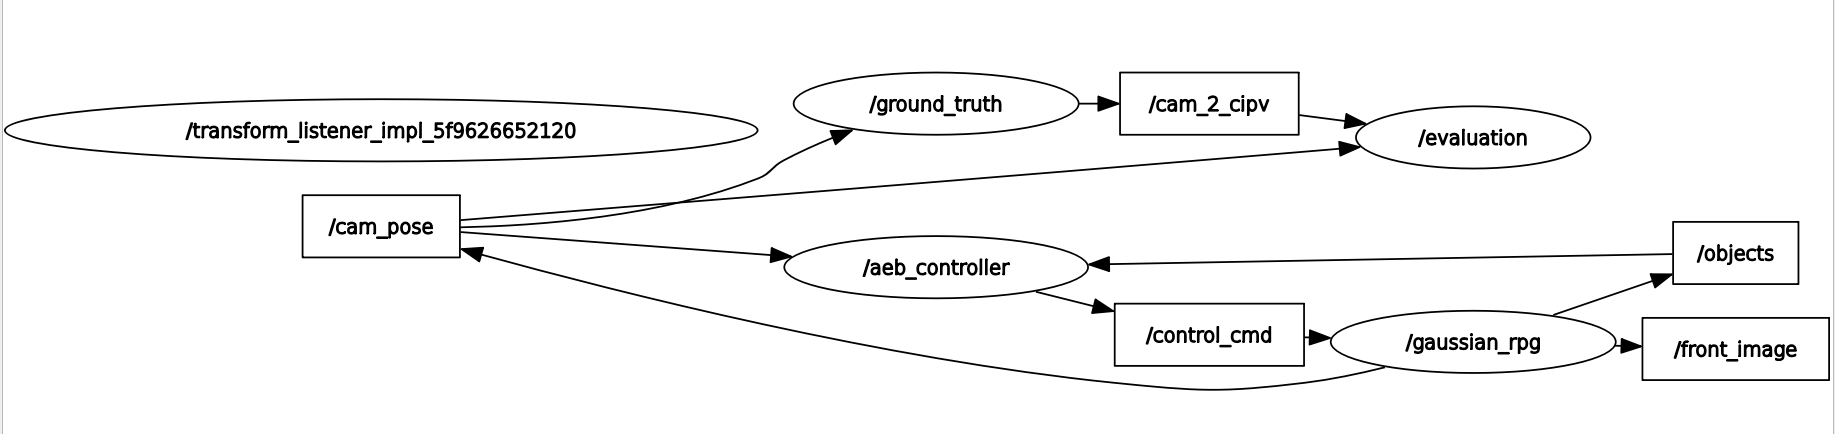 /ground_truth
/cam_2_cipv
/transform_listener_impl_5f9626652120
/evaluation
/cam_pose
/objects
/aeb_controller
/control_cmd
/gaussian_rpg
/front_image